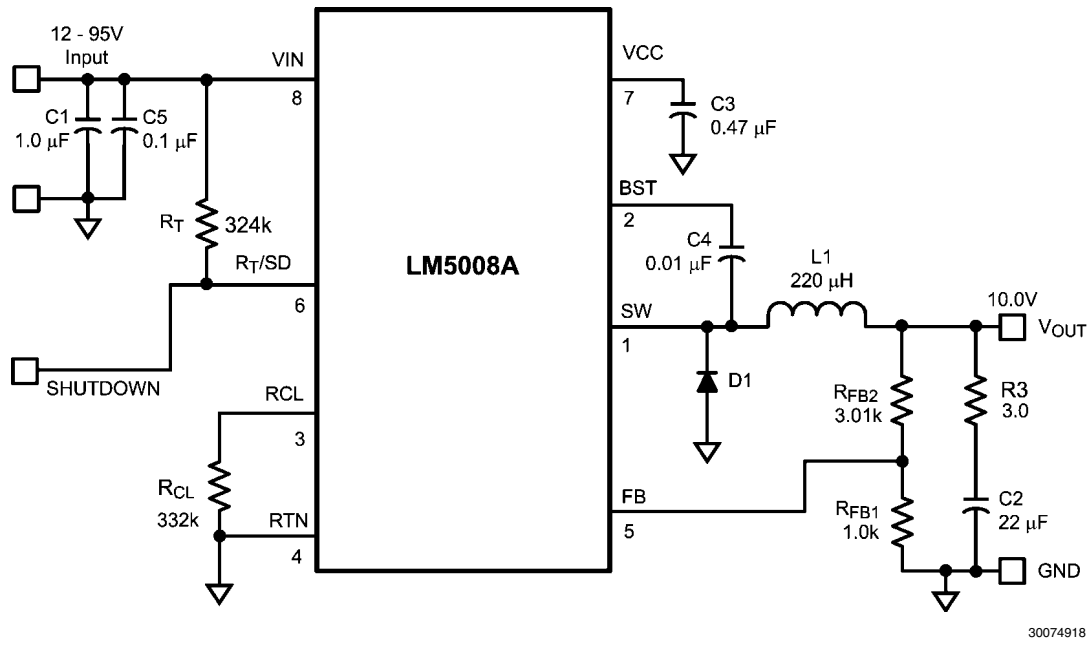 12 - 95V
Input
VIN
8
C1
1.0 μF
C5
0.1 μF
RT
324k
RT/SD
6
SHUTDOWN
RCL
3
RCL
332k
RTN
4
LM5008A
VCC
7
C3
0.47 μF
BST
2
C4
0.01 μF
L1
220 μH
SW
1
D1
10.0V
VOUT
RFB2
3.01k
R3
3.0
FB
5
RFB1
1.0k
C2
22 μF
GND
30074918